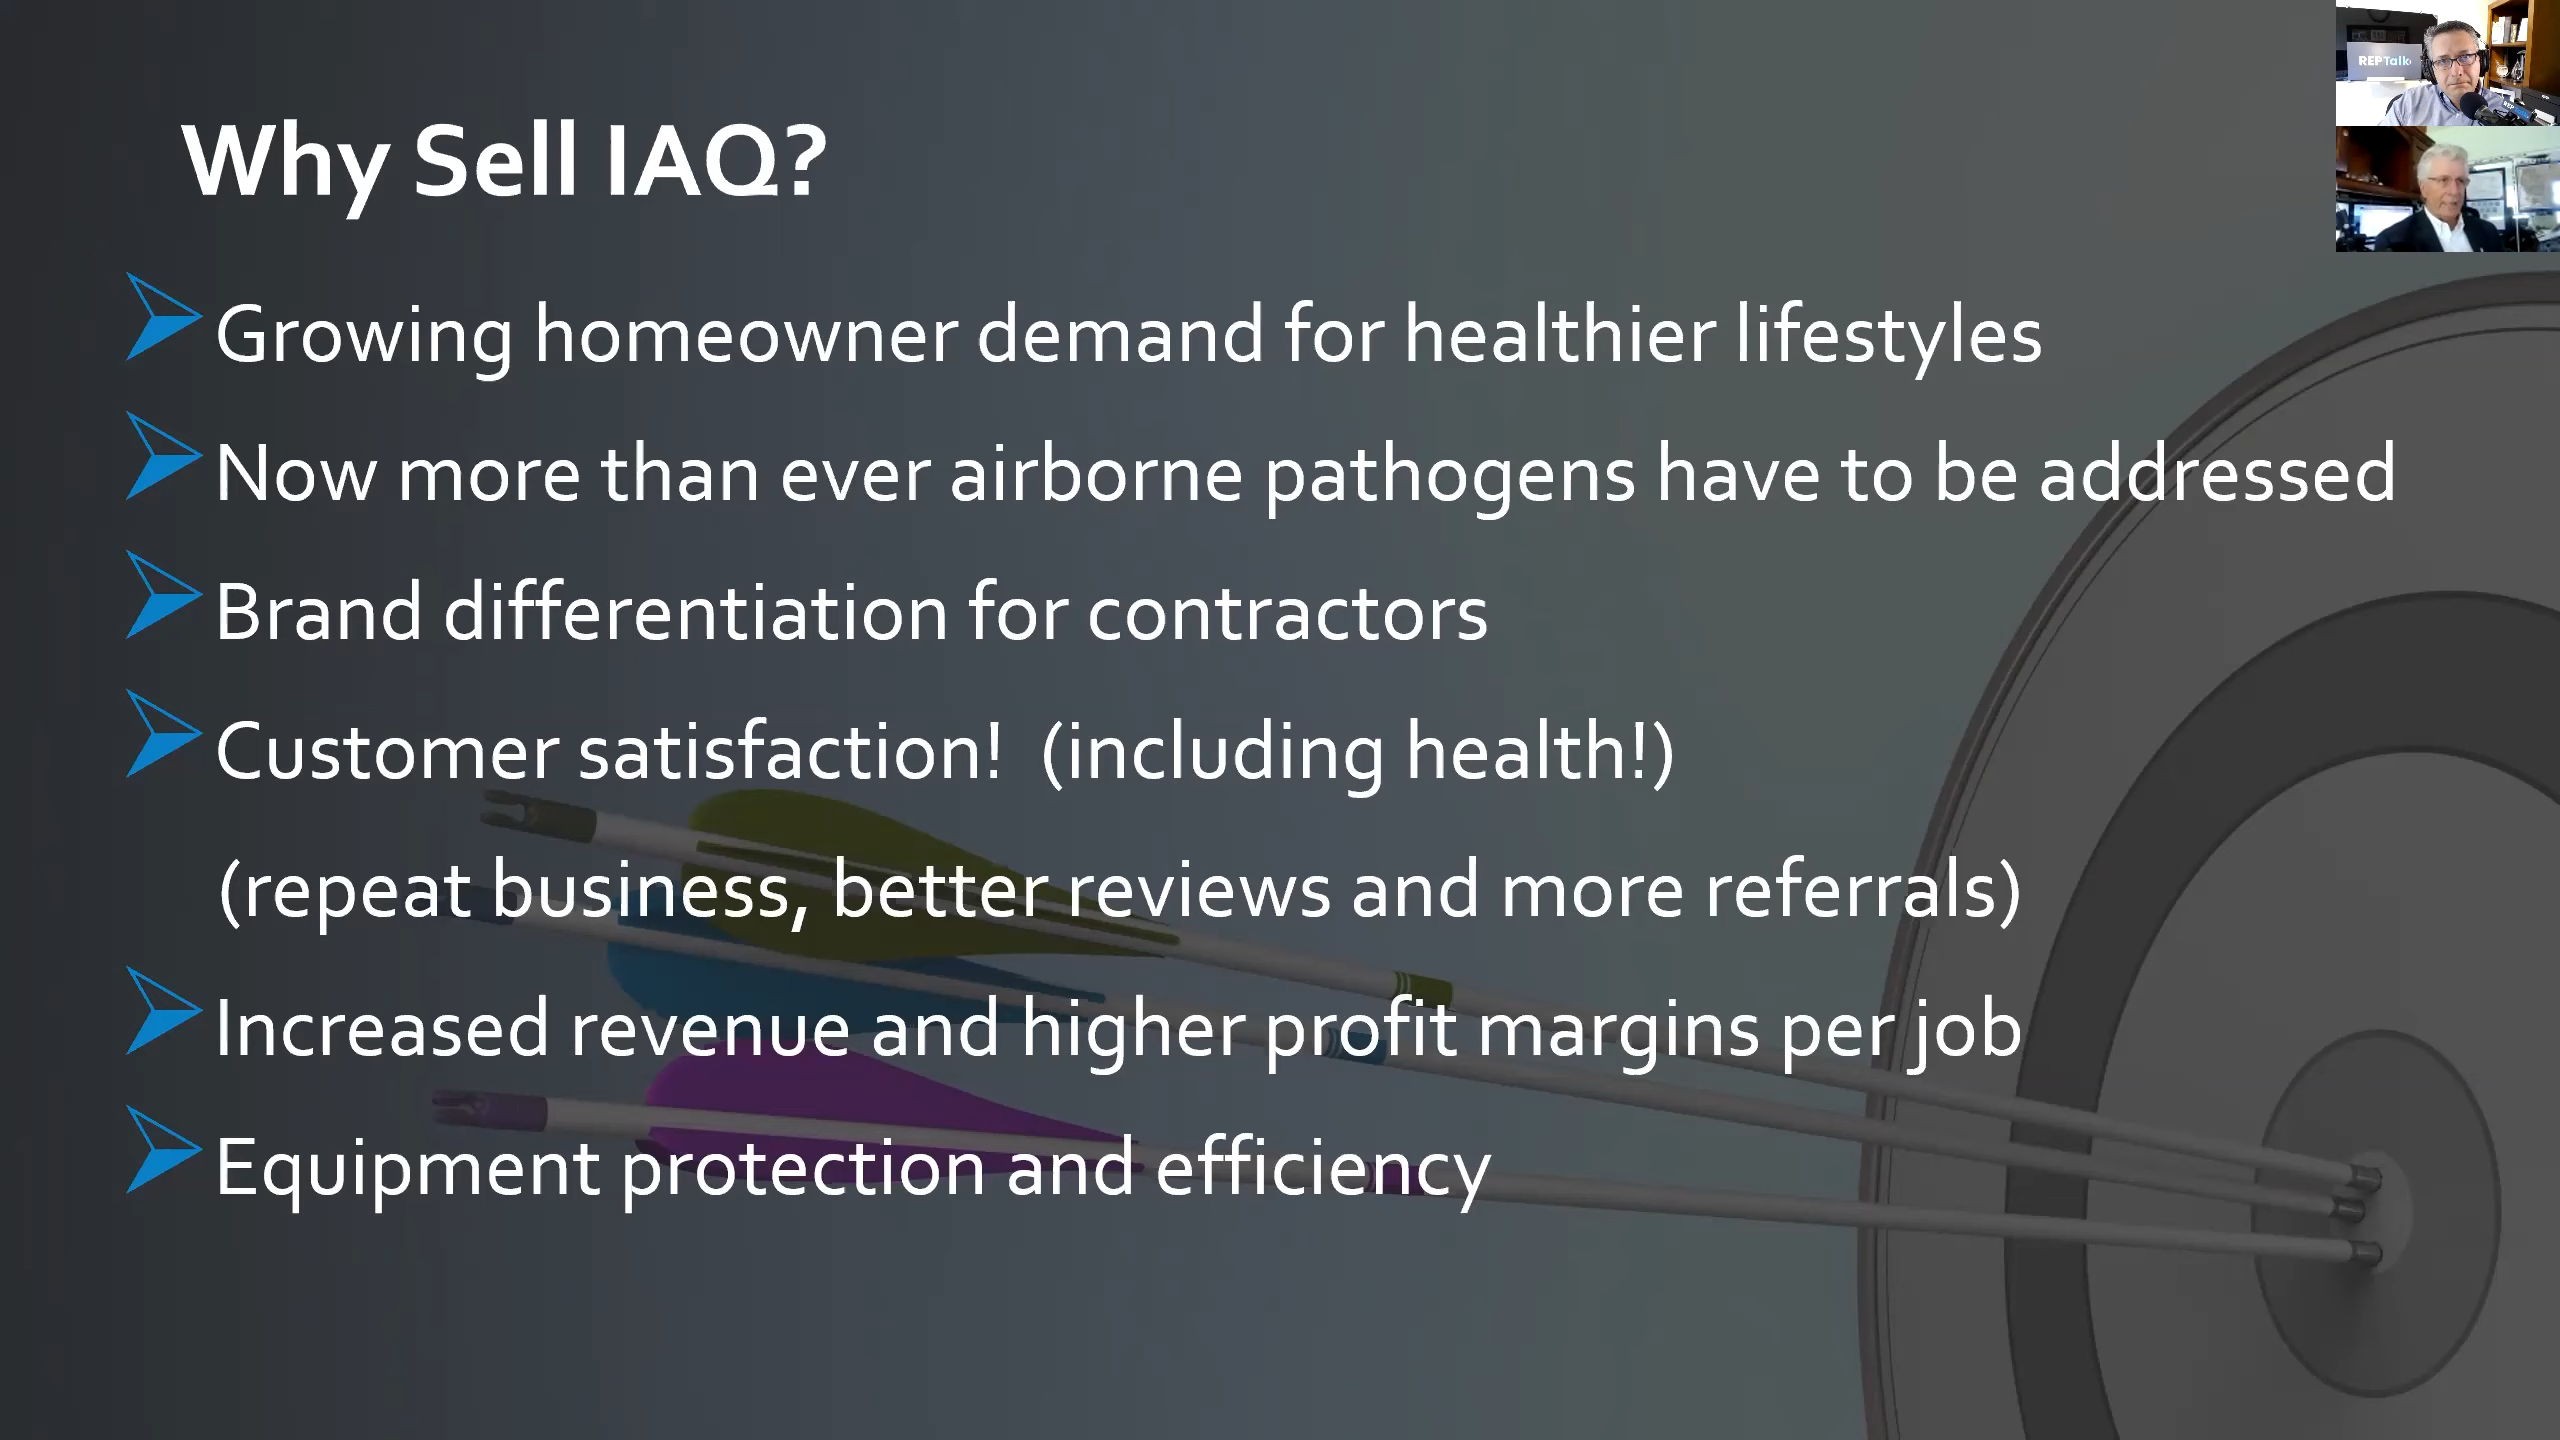 Why Sell IAQ?
REPTalk
Growing homeowner demand for healthier lifestyles
Now more than ever airborne pathogens have to be addressed
Brand differentiation for contractors
Customer satisfaction!  (including health!)
(repeat business, better reviews and more referrals)
Increased revenue and higher profit margins per job
Equipment protection and efficiency